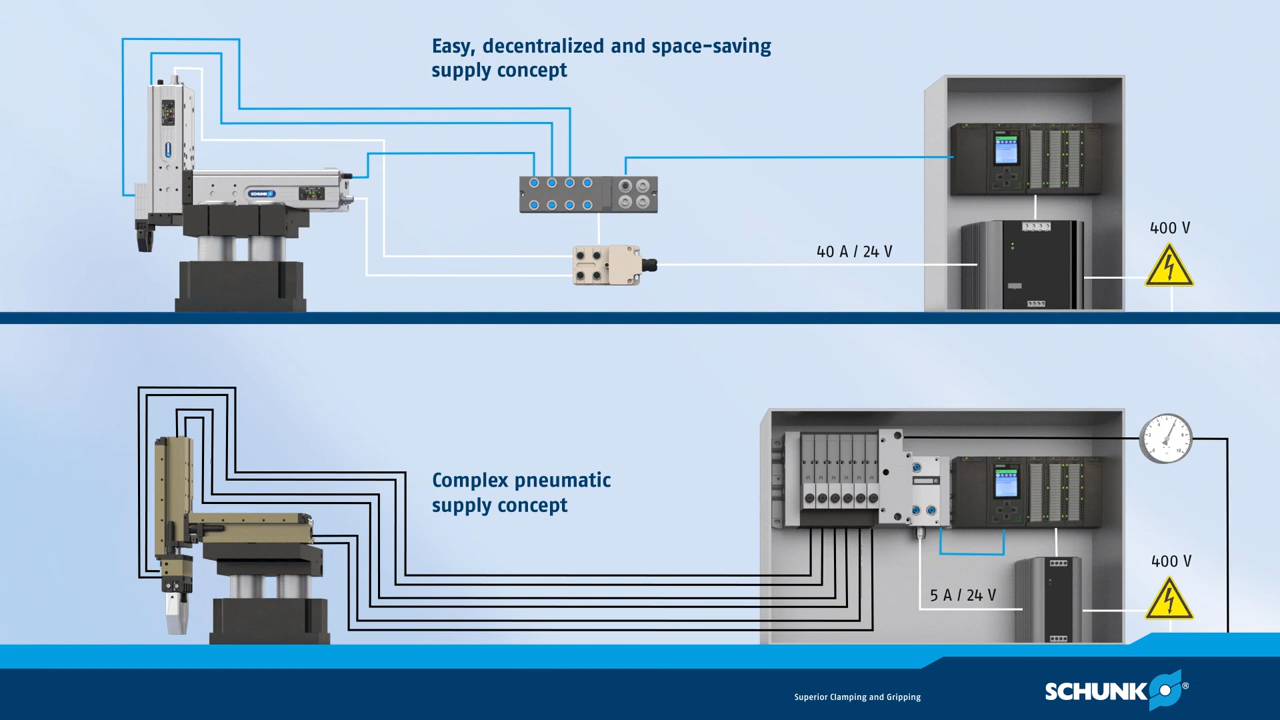 Easy, decentralized and space-saving
supply concept
SCHUNK
40 A / 24 V
400 V
Complex pneumatic
supply concept
5 A / 24 V
400 V
Superior Clamping and Gripping
SCHUNK®